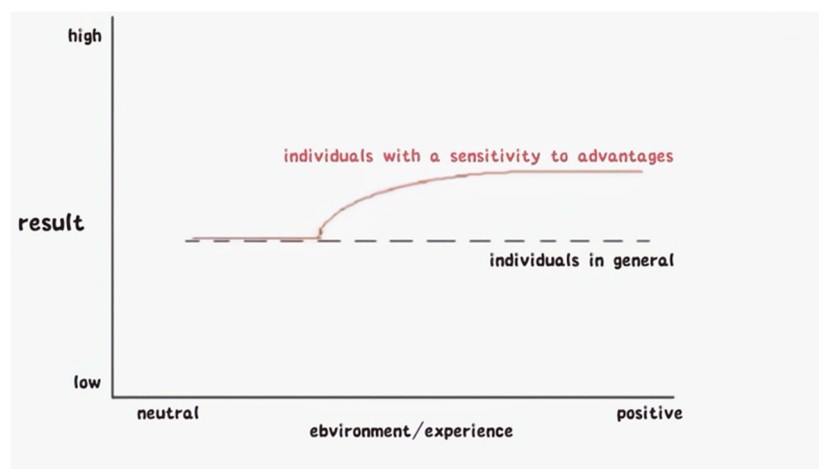 high
individuals with a sensitivity to advantages
result
individuals in general
low
neutral
positive
ebvironment/experience